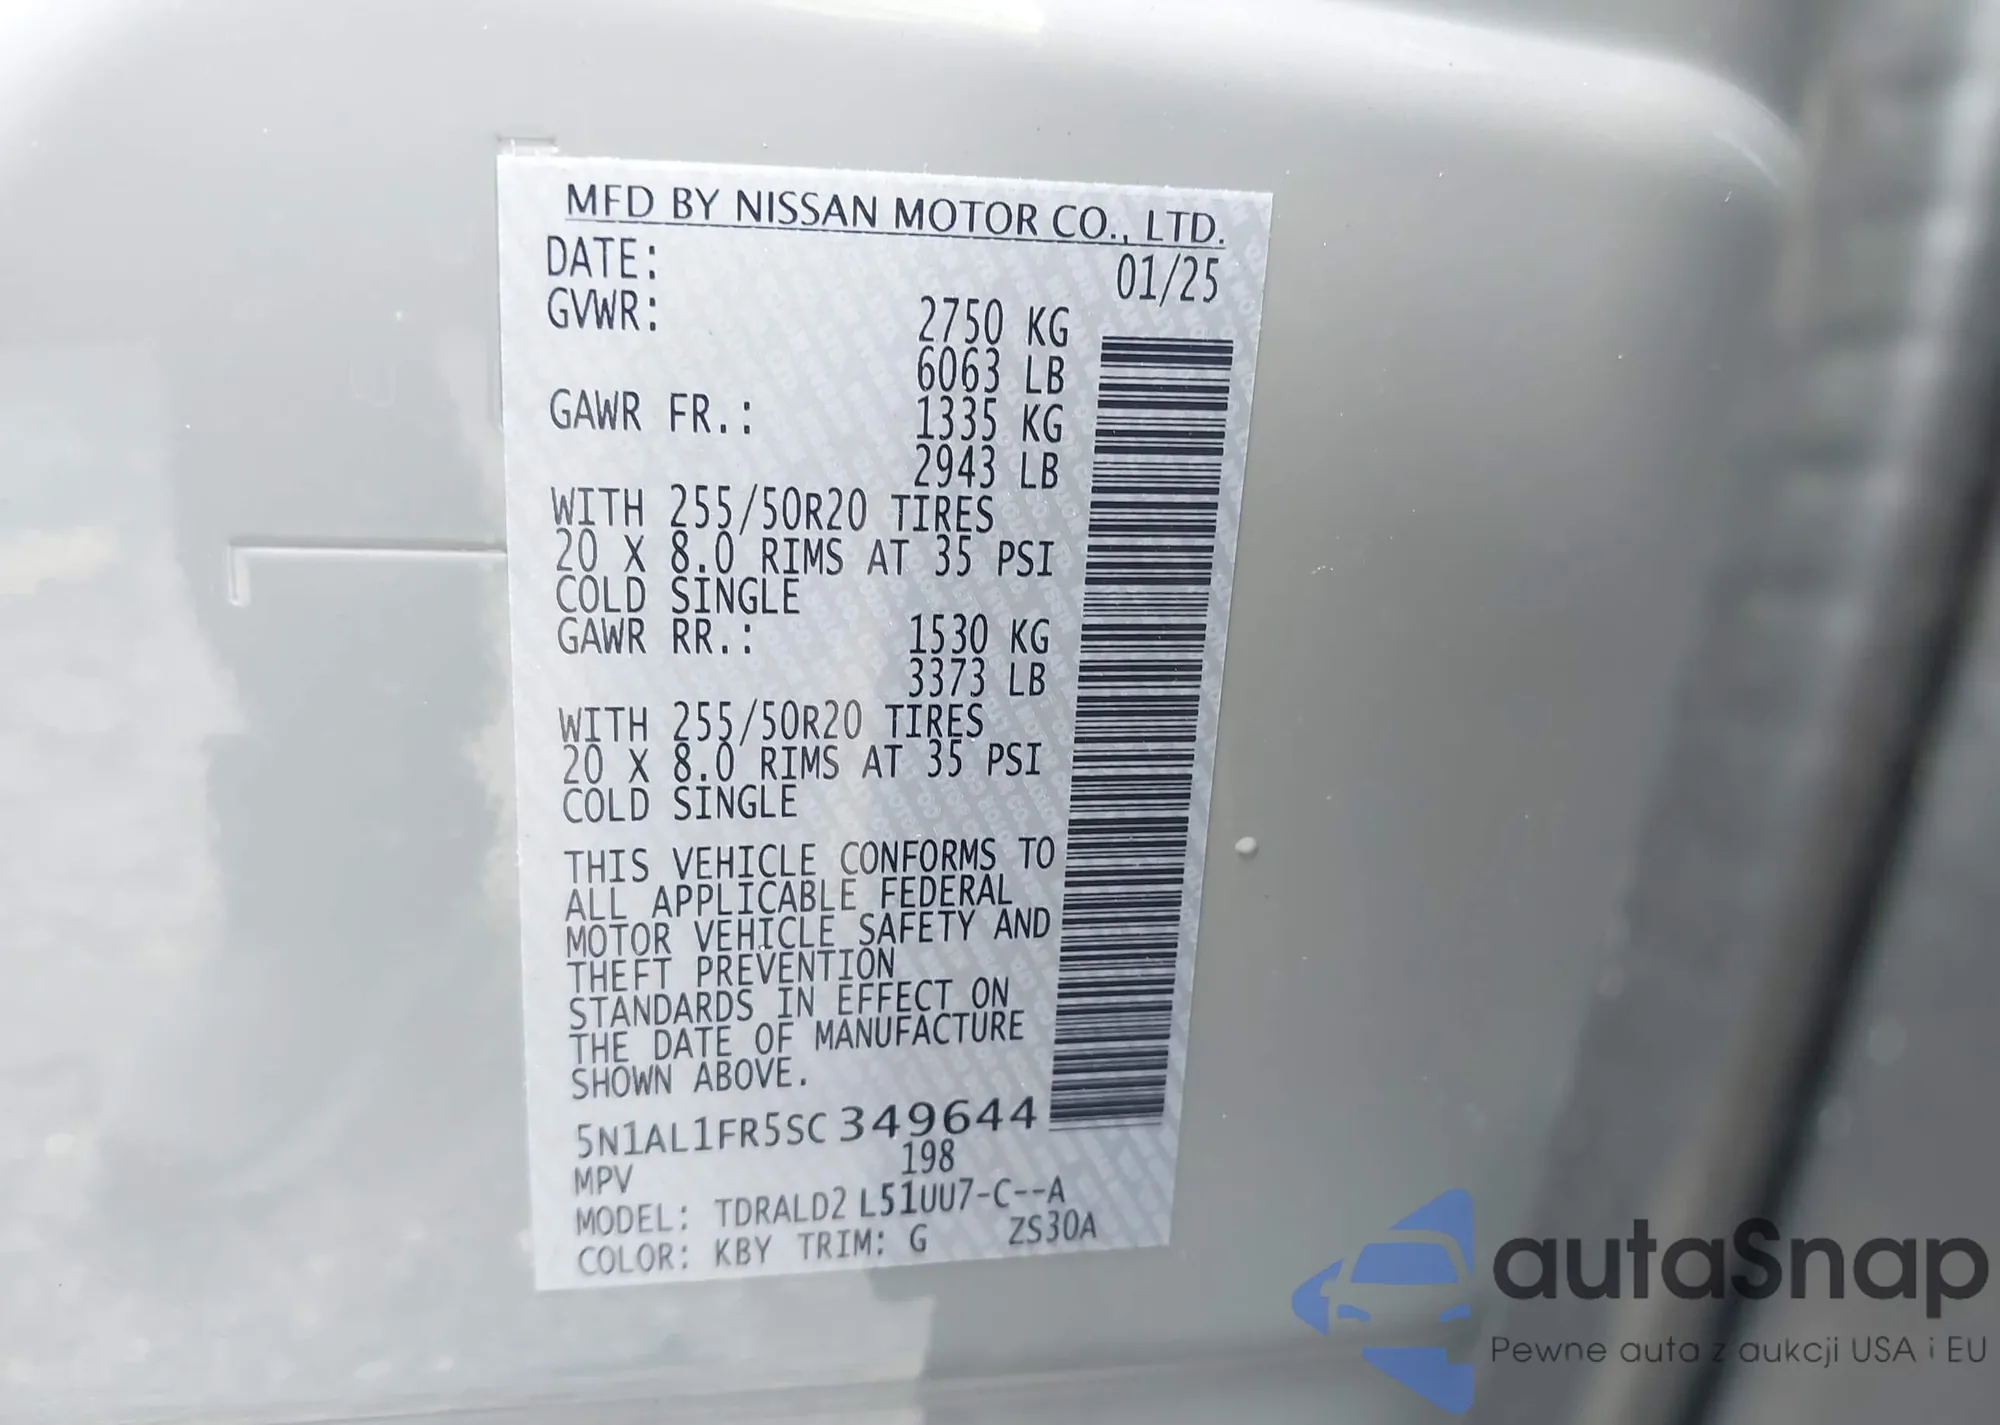 MFD BY NISSAN MOTOR CO., LTD.
DATE: 01/25
GVWR: 2750 KG
6063 LB
GAWR FR.: 1335 KG
2943 LB
WITH 255/50R20 TIRES
20 X 8.0 RIMS AT 35 PSI
COLD SINGLE
GAWR RR.: 1530 KG
3373 LB
WITH 255/50R20 TIRES
20 X 8.0 RIMS AT 35 PSI
COLD SINGLE
THIS VEHICLE CONFORMS TO
ALL APPLICABLE FEDERAL
MOTOR VEHICLE SAFETY AND
THEFT PREVENTION
STANDARDS IN EFFECT ON
THE DATE OF MANUFACTURE
SHOWN ABOVE.
5N1AL1FR5SC349644
MPV 198
MODEL: TDRALD2 L51UU7-C--A
COLOR: KBY TRIM: G ZS30A
autaSnap
Pewne auta z aukcji USA i EU